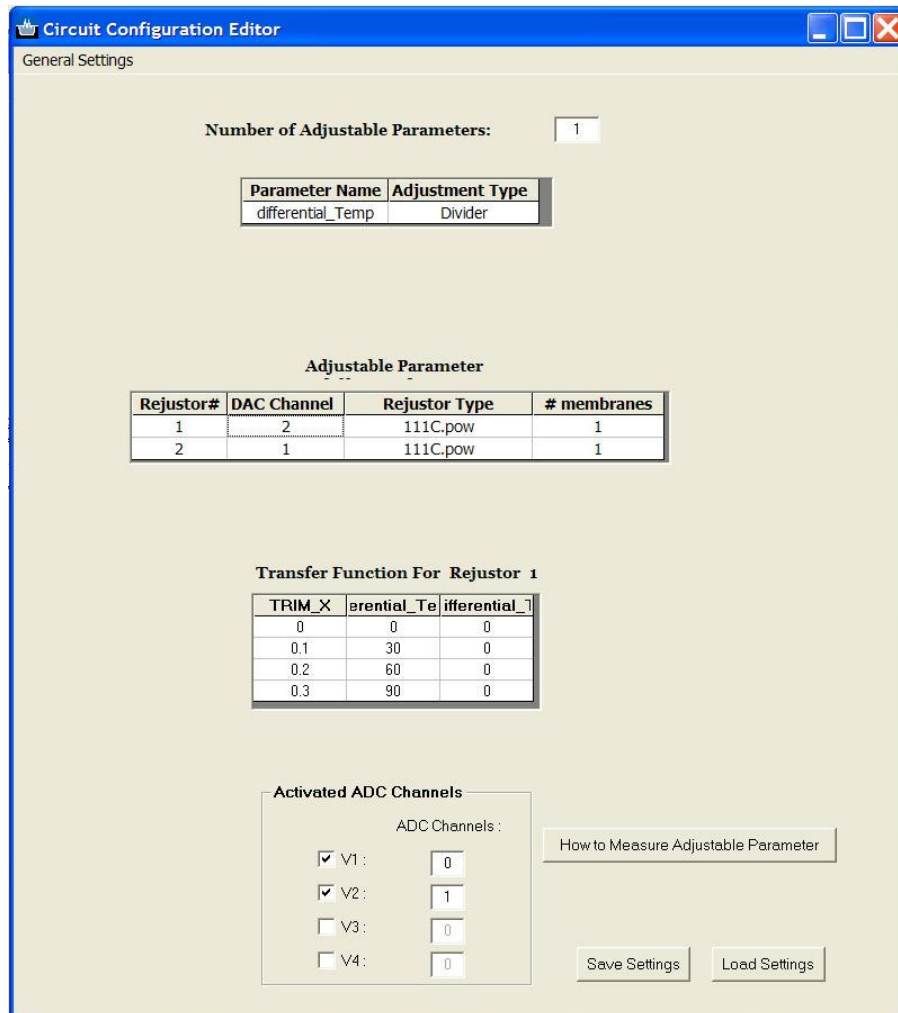 Circuit Configuration Editor
General Settings
Number of Adjustable Parameters: 1
Parameter Name Adjustment Type
differential_Temp Divider
Adjustable Parameter
Rejustor# DAC Channel Rejustor Type # membranes
1 2 111C.pow 1
2 1 111C.pow 1
Transfer Function For Rejustor 1
TRIM_X erential_Te ifferential_T
0 0 0
0.1 30 0
0.2 60 0
0.3 90 0
Activated ADC Channels
ADC Channels :
V1 : 0
How to Measure Adjustable Parameter
V2 : 1
V3 : 0
V4 : 0
Save Settings Load Settings